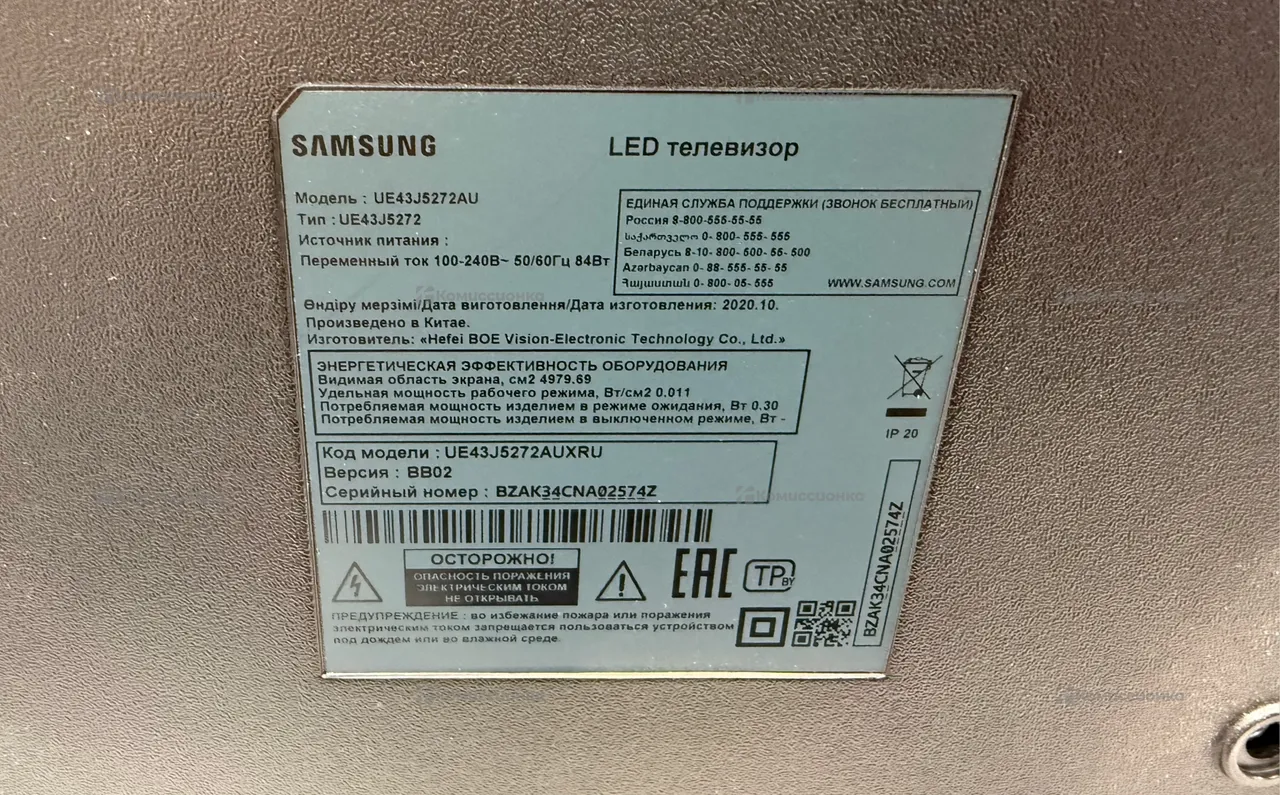 SAMSUNG
LED телевизор
Модель : UE43J5272AU
Тип : UE43J5272
Источник питания :
Переменный ток 100-240В~ 50/60Гц 84Вт
ЕДИНАЯ СЛУЖБА ПОДДЕРЖКИ (ЗВОНОК БЕСПЛАТНЫЙ)
Россия 8-800-555-55-55
საქართველო 0-800-555-555
Беларусь 8-10-800-500-55-500
Azərbaycan 0-88-555-55-55
Հայաստան 0-800-05-555
WWW.SAMSUNG.COM
Өндіру мерзімі/Дата виготовлення/Дата изготовления: 2020.10.
Произведено в Китае.
Изготовитель: «Hefei BOE Vision-Electronic Technology Co., Ltd.»
ЭНЕРГЕТИЧЕСКАЯ ЭФФЕКТИВНОСТЬ ОБОРУДОВАНИЯ
Видимая область экрана, см2 4979.69
Удельная мощность рабочего режима, Вт/см2 0.011
Потребляемая мощность изделием в режиме ожидания, Вт 0.30
Потребляемая мощность изделием в выключенном режиме, Вт -
IP 20
Код модели : UE43J5272AUXRU
Версия : BB02
Серийный номер : BZAK34CNA02574Z
BZAK34CNA02574Z
ОСТОРОЖНО!
ОПАСНОСТЬ ПОРАЖЕНИЯ
ЭЛЕКТРИЧЕСКИМ ТОКОМ
НЕ ОТКРЫВАТЬ
EAC
TP BY
ПРЕДУПРЕЖДЕНИЕ : во избежание пожара или поражения
электрическим током запрещается пользоваться устройством
под дождем или во влажной среде.
Комиссионка
Комиссионка
Комиссионка